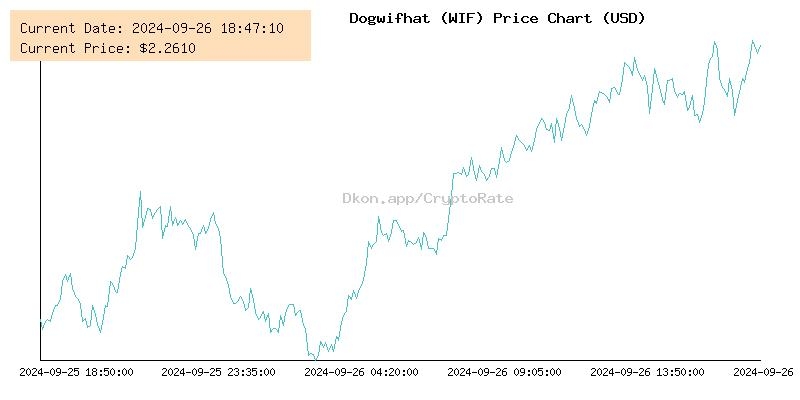 Dogwifhat (WIF) Price Chart (USD)
Current Date: 2024-09-26 18:47:10
Current Price: $2.2610
Dkon.app/CryptoRate
2024-09-25 18:50:00 2024-09-25 23:35:00 2024-09-26 04:20:00 2024-09-26 09:05:00 2024-09-26 13:50:00 2024-09-26